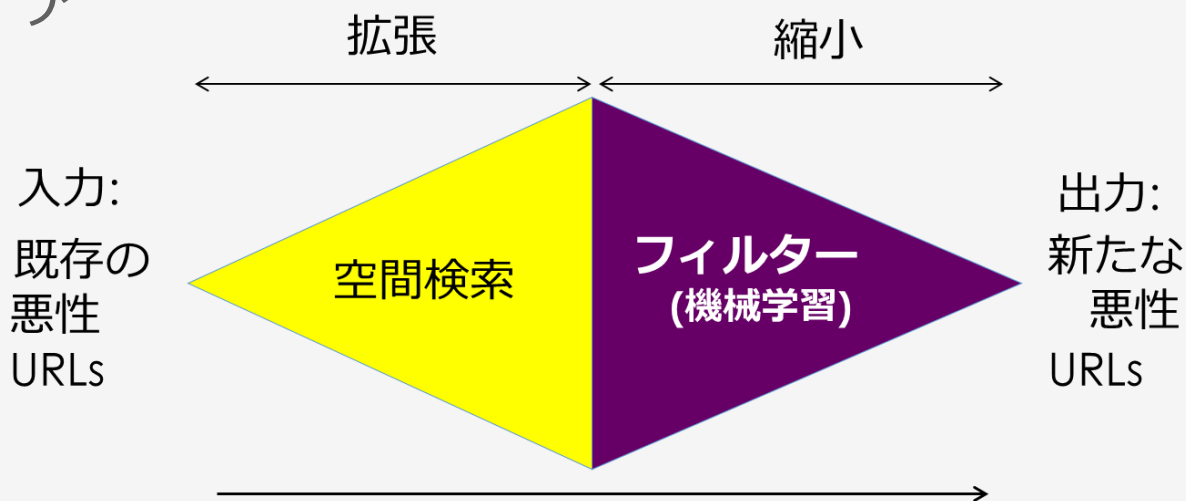 拡張
縮小
入力:
既存の
悪性
URLs
空間検索
フィルター
(機械学習)
出力:
新たな
悪性
URLs